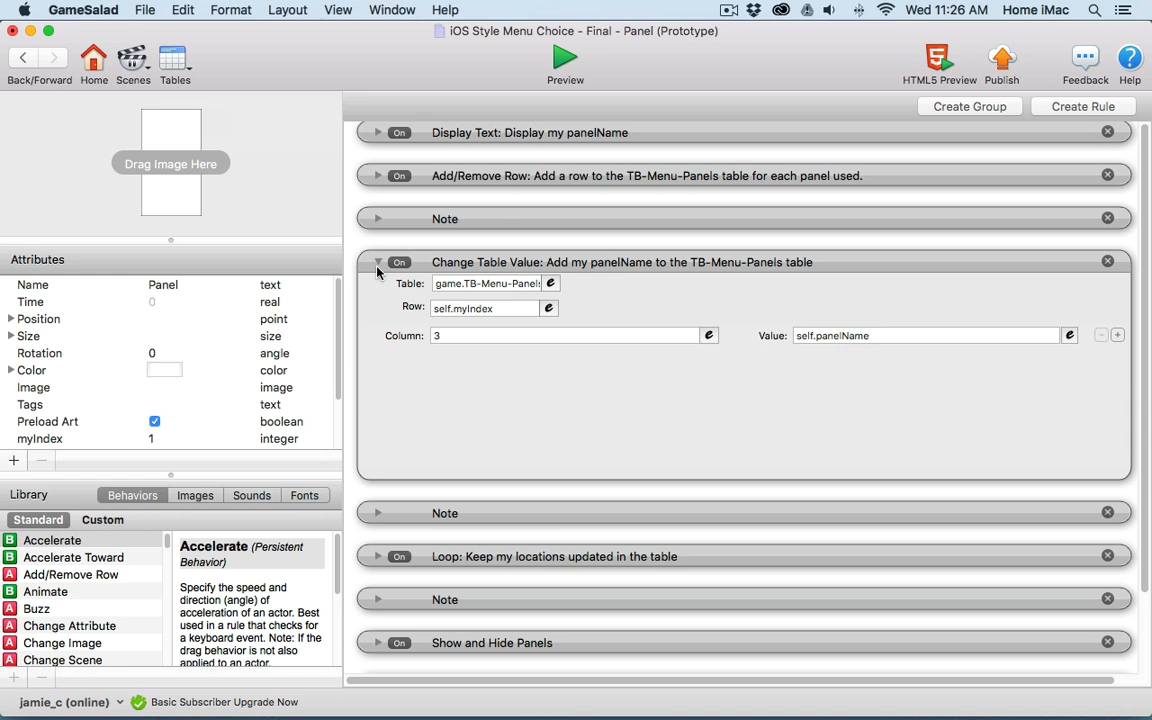 GameSalad File Edit Format Layout View Window Help Wed 11:26 AM Home iMac
iOS Style Menu Choice - Final - Panel (Prototype)
Back/Forward Home Scenes Tables Preview HTML5 Preview Publish Feedback Help
Create Group Create Rule
Drag Image Here
Attributes
Name Panel text
Time 0 real
Position point
Size size
Rotation 0 angle
Color color
Image image
Tags text
Preload Art boolean
myIndex 1 integer
+ −
Library Behaviors Images Sounds Fonts
Standard Custom
B Accelerate
B Accelerate Toward
A Add/Remove Row
B Animate
A Buzz
A Change Attribute
A Change Image
A Change Scene
Accelerate (Persistent
Behavior)
Specify the speed and
direction (angle) of
acceleration of an actor. Best
used in a rule that checks for
a keyboard event. Note: If the
drag behavior is not also
applied to an actor,
On Display Text: Display my panelName
On Add/Remove Row: Add a row to the TB-Menu-Panels table for each panel used.
Note
On Change Table Value: Add my panelName to the TB-Menu-Panels table
Table: game.TB-Menu-Panels e
Row: self.myIndex e
Column: 3 e Value: self.panelName e − +
Note
On Loop: Keep my locations updated in the table
Note
On Show and Hide Panels
jamie_c (online) Basic Subscriber Upgrade Now